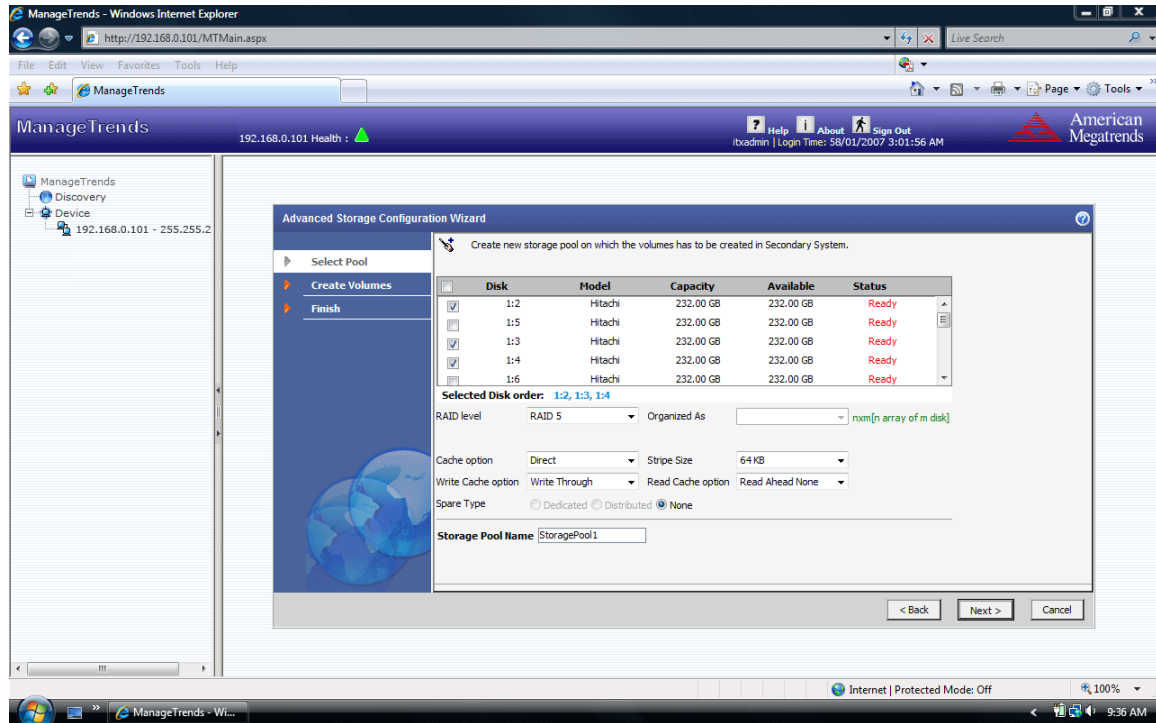 ManageTrends - Windows Internet Explorer
http://192.168.0.101/MTMain.aspx
Live Search
File Edit View Favorites Tools Help
ManageTrends
Page Tools
ManageTrends
192.168.0.101 Health :
Help About Sign Out
itxadmin | Login Time: 58/01/2007 3:01:56 AM
American
Megatrends
ManageTrends
Discovery
Device
192.168.0.101 - 255.255.2
Advanced Storage Configuration Wizard
Create new storage pool on which the volumes has to be created in Secondary System.
Select Pool
Create Volumes
Finish
Disk Model Capacity Available Status
1:2 Hitachi 232.00 GB 232.00 GB Ready
1:5 Hitachi 232.00 GB 232.00 GB Ready
1:3 Hitachi 232.00 GB 232.00 GB Ready
1:4 Hitachi 232.00 GB 232.00 GB Ready
1:6 Hitachi 232.00 GB 232.00 GB Ready
Selected Disk order: 1:2, 1:3, 1:4
RAID level RAID 5 Organized As nxm[n array of m disk]
Cache option Direct Stripe Size 64 KB
Write Cache option Write Through Read Cache option Read Ahead None
Spare Type Dedicated Distributed None
Storage Pool Name StoragePool1
< Back Next > Cancel
Internet | Protected Mode: Off 100%
ManageTrends - Wi... 9:36 AM